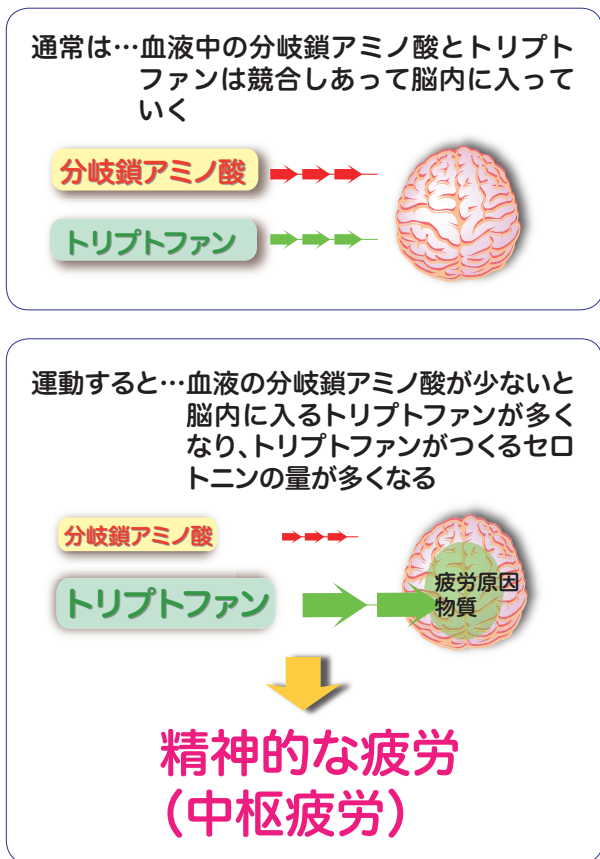 通常は…血液中の分岐鎖アミノ酸とトリプト
ファンは競合しあって脳内に入って
いく
分岐鎖アミノ酸
トリプトファン
運動すると…血液の分岐鎖アミノ酸が少ないと
脳内に入るトリプトファンが多く
なり、トリプトファンがつくるセロ
トニンの量が多くなる
分岐鎖アミノ酸
トリプトファン
疲労原因
物質
精神的な疲労
(中枢疲労)